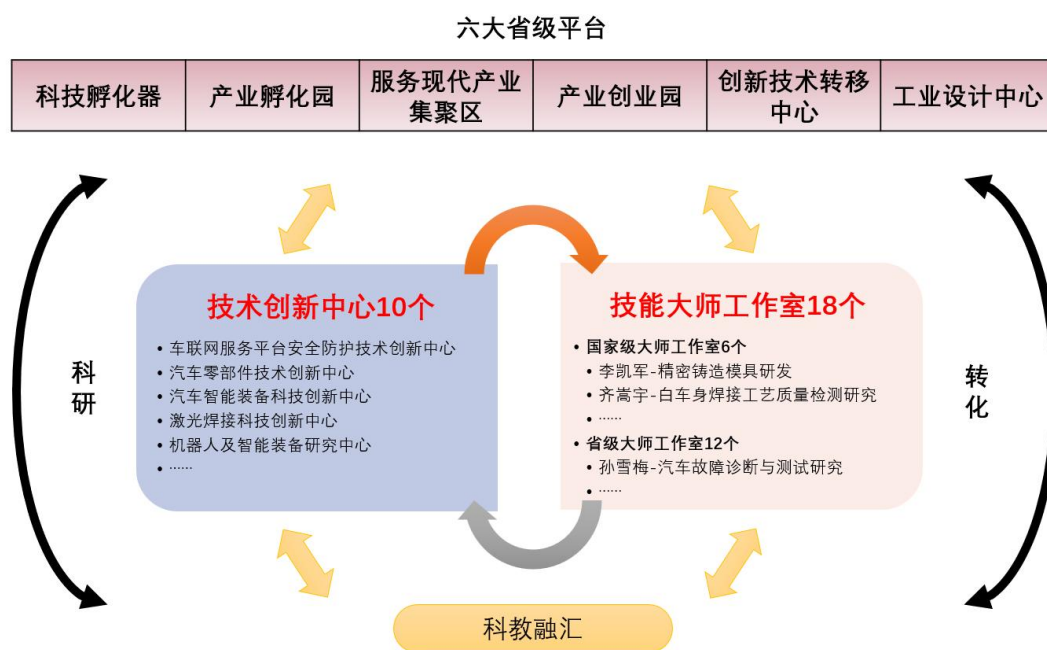 六大省级平台
科技孵化器
产业孵化园
服务现代产业
集聚区
产业创业园
创新技术转移
中心
工业设计中心
科
研
技术创新中心10个
• 车联网服务平台安全防护技术创新中心
• 汽车零部件技术创新中心
• 汽车智能装备科技创新中心
• 激光焊接科技创新中心
• 机器人及智能装备研究中心
• ……
技能大师工作室18个
• 国家级大师工作室6个
• 李凯军-精密铸造模具研发
• 齐嵩宇-白车身焊接工艺质量检测研究
• ……
• 省级大师工作室12个
• 孙雪梅-汽车故障诊断与测试研究
• ……
转
化
科教融汇